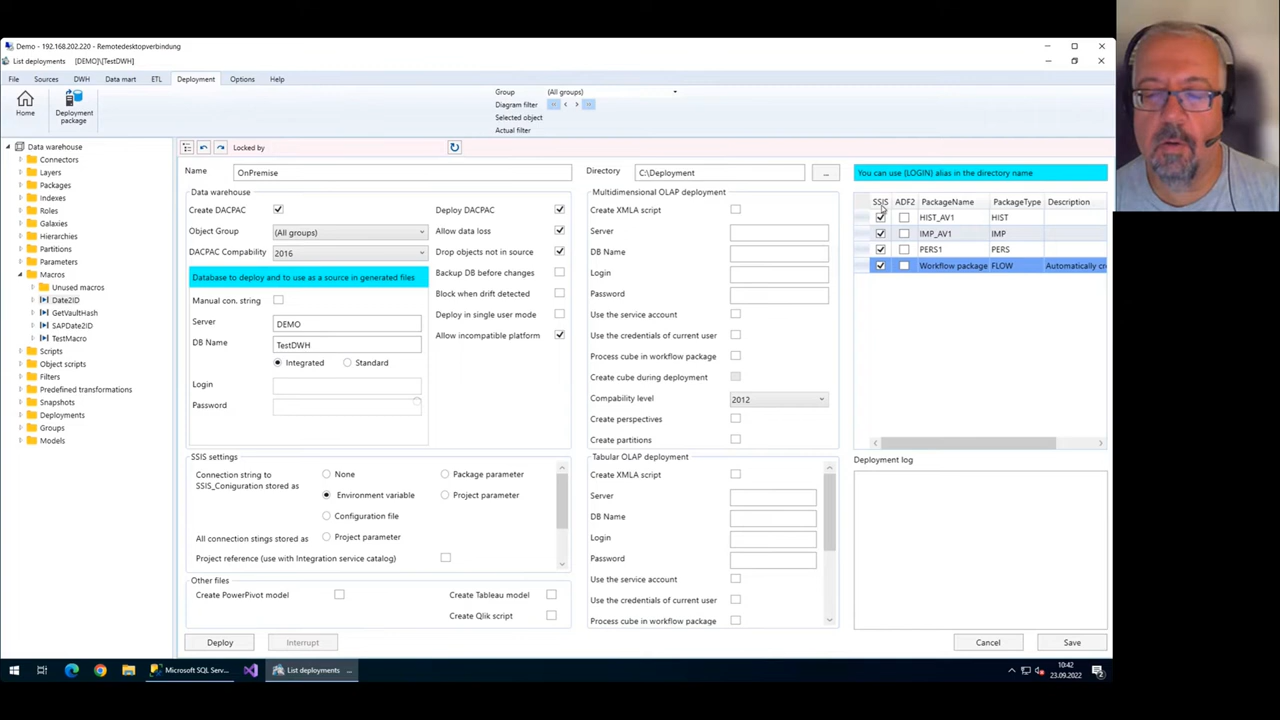 Demo - 192.168.202.220 - Remotedesktopverbindung
List deployments [DEMO]\[TestDWH]
File Sources DWH Data mart ETL Deployment Options Help
Home
Deployment package
Group (All groups)
Diagram filter
Selected object
Actual filter
Data warehouse
Connectors
Layers
Packages
Indexes
Roles
Galaxies
Hierarchies
Partitions
Parameters
Macros
Unused macros
Date2ID
GetVaultHash
SAPDate2ID
TestMacro
Scripts
Object scripts
Filters
Predefined transformations
Snapshots
Deployments
Groups
Models
Locked by
Name OnPremise
Directory C:\Deployment ...
Data warehouse
Create DACPAC
Object Group (All groups)
DACPAC Compatibility 2016
Database to deploy and to use as a source in generated files
Manual con. string
Server DEMO
DB Name TestDWH
Integrated Standard
Login
Password
Deploy DACPAC
Allow data loss
Drop objects not in source
Backup DB before changes
Block when drift detected
Deploy in single user mode
Allow incompatible platform
SSIS settings
Connection string to SSIS_Coniguration stored as
None
Package parameter
Environment variable
Project parameter
Configuration file
All connection stings stored as
Project parameter
Project reference (use with Integration service catalog)
Other files
Create PowerPivot model
Create Tableau model
Create Qlik script
Deploy Interrupt
Multidimensional OLAP deployment
Create XMLA script
Server
DB Name
Login
Password
Use the service account
Use the credentials of current user
Process cube in workflow package
Create cube during deployment
Compability level 2012
Create perspectives
Create partitions
Tabular OLAP deployment
Create XMLA script
Server
DB Name
Login
Password
Use the service account
Use the credentials of current user
Process cube in workflow package
You can use {LOGIN} alias in the directory name
SSIS ADF2 PackageName PackageType Description
HIST_AV1 HIST
IMP_AV1 IMP
PERS1 PERS
Workflow package FLOW Automatically cr
Deployment log
Cancel Save
Microsoft SQL Serv...
List deployments ...
10:42
23.09.2022